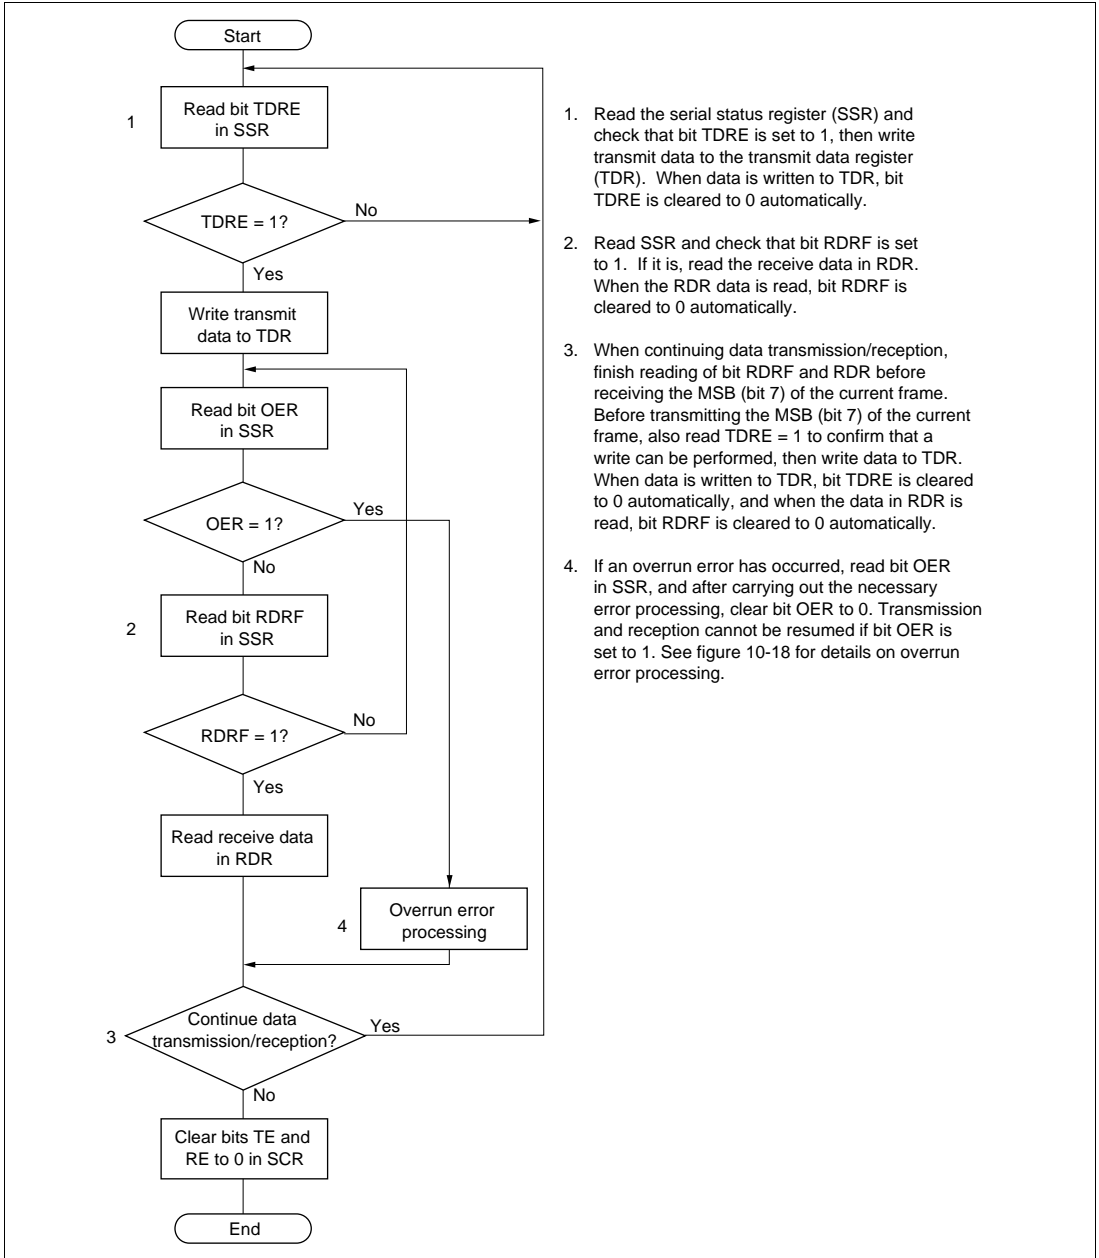 Start
1
Read bit TDRE
in SSR
TDRE = 1?
No
Yes
Write transmit
data to TDR
Read bit OER
in SSR
OER = 1?
Yes
No
2
Read bit RDRF
in SSR
RDRF = 1?
No
Yes
Read receive data
in RDR
4
Overrun error
processing
3
Continue data
transmission/reception?
Yes
No
Clear bits TE and
RE to 0 in SCR
End
1. Read the serial status register (SSR) and
check that bit TDRE is set to 1, then write
transmit data to the transmit data register
(TDR). When data is written to TDR, bit
TDRE is cleared to 0 automatically.
2. Read SSR and check that bit RDRF is set
to 1. If it is, read the receive data in RDR.
When the RDR data is read, bit RDRF is
cleared to 0 automatically.
3. When continuing data transmission/reception,
finish reading of bit RDRF and RDR before
receiving the MSB (bit 7) of the current frame.
Before transmitting the MSB (bit 7) of the current
frame, also read TDRE = 1 to confirm that a
write can be performed, then write data to TDR.
When data is written to TDR, bit TDRE is cleared
to 0 automatically, and when the data in RDR is
read, bit RDRF is cleared to 0 automatically.
4. If an overrun error has occurred, read bit OER
in SSR, and after carrying out the necessary
error processing, clear bit OER to 0. Transmission
and reception cannot be resumed if bit OER is
set to 1. See figure 10-18 for details on overrun
error processing.